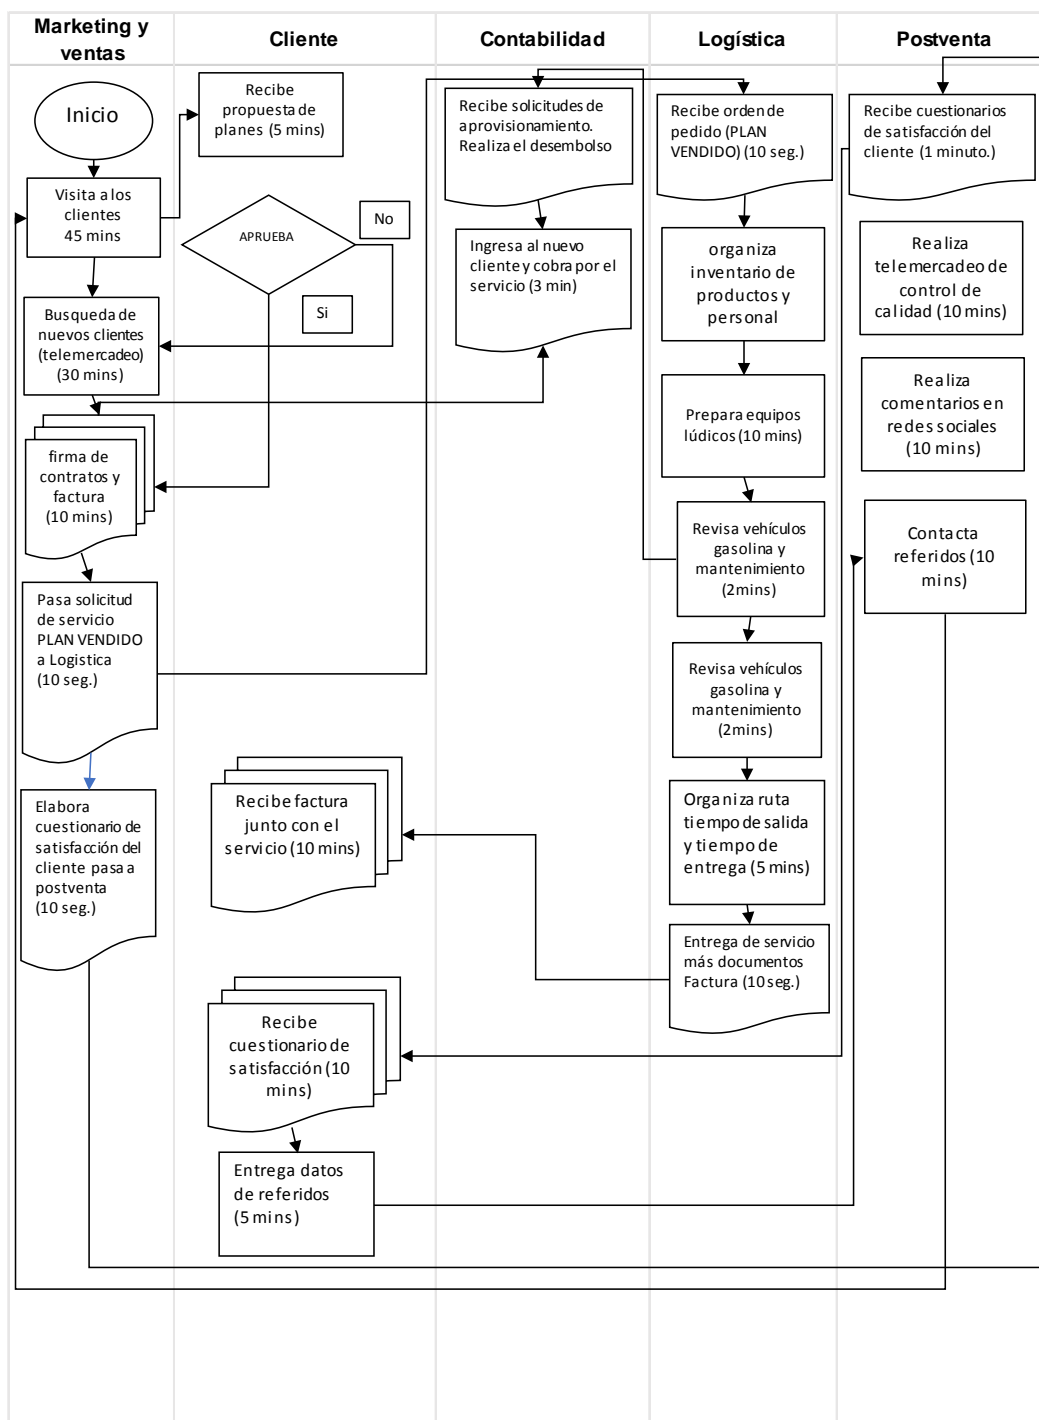 Marketing y
ventas
Cliente
Contabilidad
Logística
Postventa
Inicio
Visita a los
clientes
45 mins
Busqueda de
nuevos clientes
(telemercadeo)
(30 mins)
firma de
contratos y
factura
(10 mins)
Pasa solicitud
de servicio
PLAN VENDIDO
a Logistica
(10 seg.)
Elabora
cuestionario de
satisfacción del
cliente pasa a
postventa
(10 seg.)
Recibe
propuesta de
planes (5 mins)
APRUEBA
No
Si
Recibe factura
junto con el
servicio (10 mins)
Recibe
cuestionario de
satisfacción (10
mins)
Entrega datos
de referidos
(5 mins)
Recibe solicitudes de
aprovisionamiento.
Realiza el desembolso
Ingresa al nuevo
cliente y cobra por el
servicio (3 min)
Recibe orden de
pedido (PLAN
VENDIDO) (10 seg.)
organiza
inventario de
productos y
personal
Prepara equipos
lúdicos (10 mins)
Revisa vehículos
gasolina y
mantenimiento
(2mins)
Revisa vehículos
gasolina y
mantenimiento
(2mins)
Organiza ruta
tiempo de salida
y tiempo de
entrega (5 mins)
Entrega de servicio
más documentos
Factura (10 seg.)
Recibe cuestionarios
de satisfacción del
cliente (1 minuto.)
Realiza
telemercadeo de
control de
calidad (10 mins)
Realiza
comentarios en
redes sociales
(10 mins)
Contacta
referidos (10
mins)